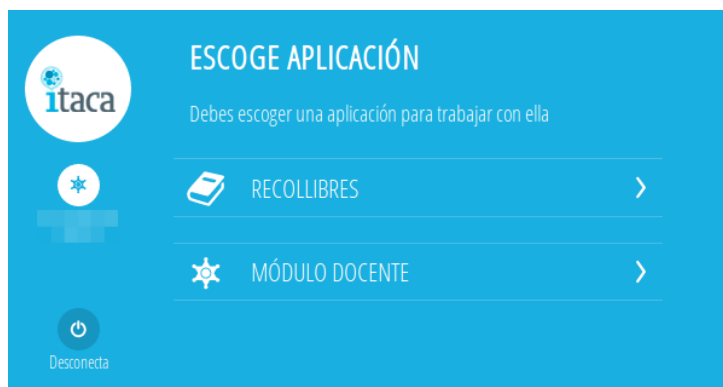 itaca
ESCOGE APLICACIÓN
Debes escoger una aplicación para trabajar con ella
RECOLLIBRES
MÓDULO DOCENTE
Desconecta